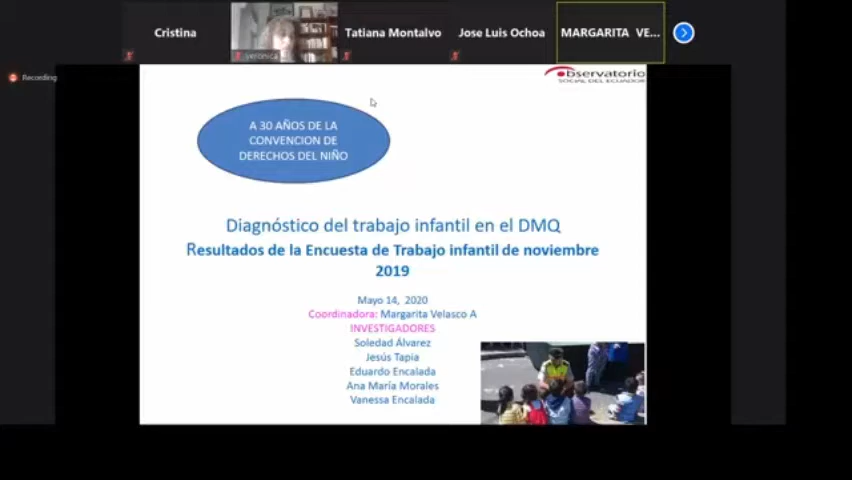 Cristina
Tatiana Montalvo
Jose Luis Ochoa
MARGARITA VE...
veronica
Recording
Observatorio
SOCIAL DEL ECUADOR
A 30 AÑOS DE LA
CONVENCION DE
DERECHOS DEL NIÑO
Diagnóstico del trabajo infantil en el DMQ
Resultados de la Encuesta de Trabajo infantil de noviembre
2019
Mayo 14, 2020
Coordinadora: Margarita Velasco A
INVESTIGADORES
Soledad Álvarez
Jesús Tapia
Eduardo Encalada
Ana María Morales
Vanessa Encalada